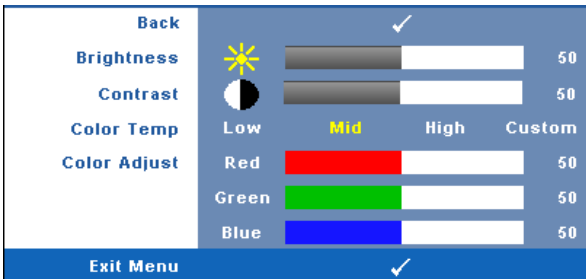 Back
Brightness 50
Contrast 50
Color Temp Low Mid High Custom
Color Adjust Red 50
Green 50
Blue 50
Exit Menu